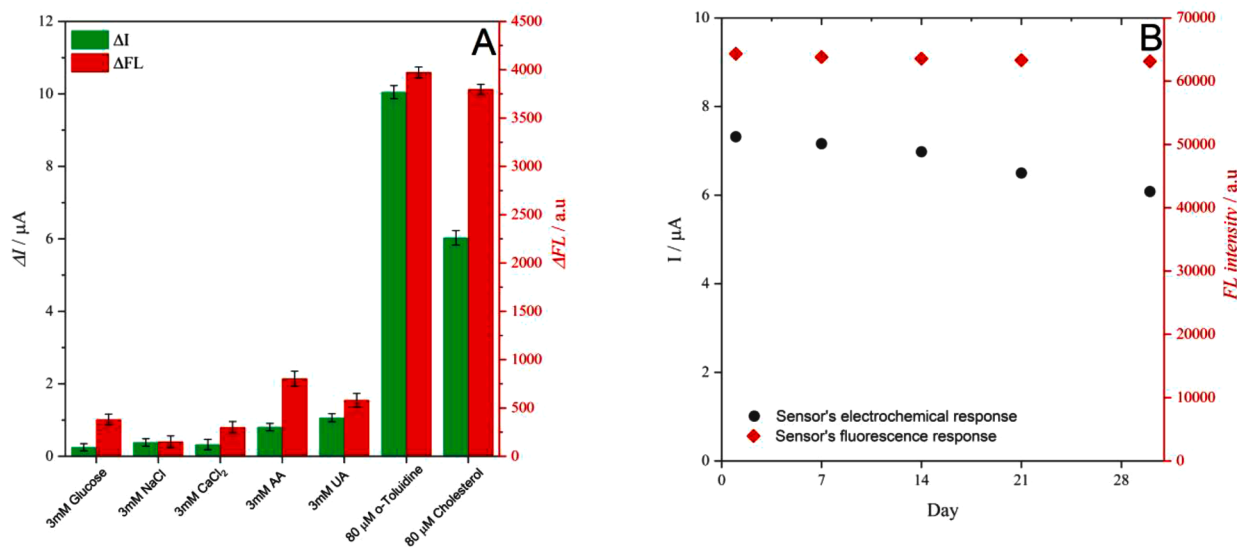 A
ΔI
ΔFL
12
10
8
6
4
2
0
ΔI / μA
4500
4000
3500
3000
2500
2000
1500
1000
500
0
ΔFL / a.u
3mM Glucose
3mM NaCl
3mM CaCl₂
3mM AA
3mM UA
80 μM o-Toluidine
80 μM Cholesterol
B
10
8
6
4
2
0
I / μA
70000
60000
50000
40000
30000
20000
10000
0
FL intensity / a.u
Sensor's electrochemical response
Sensor's fluorescence response
0 7 14 21 28
Day